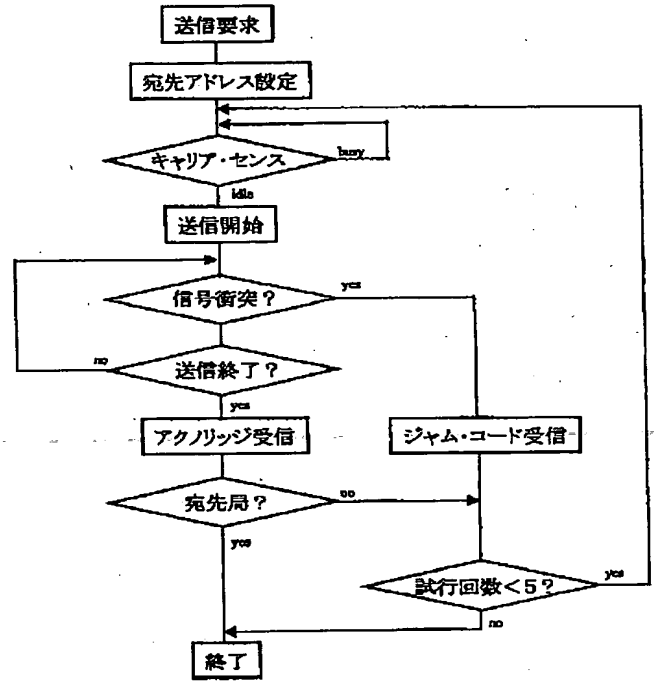 送信要求
宛先アドレス設定
キャリア・センス
busy
idle
送信開始
信号衝突？
yes
送信終了？
no
yes
アクノリッジ受信
ジャム・コード受信
宛先局？
no
yes
試行回数＜５？
yes
no
終了